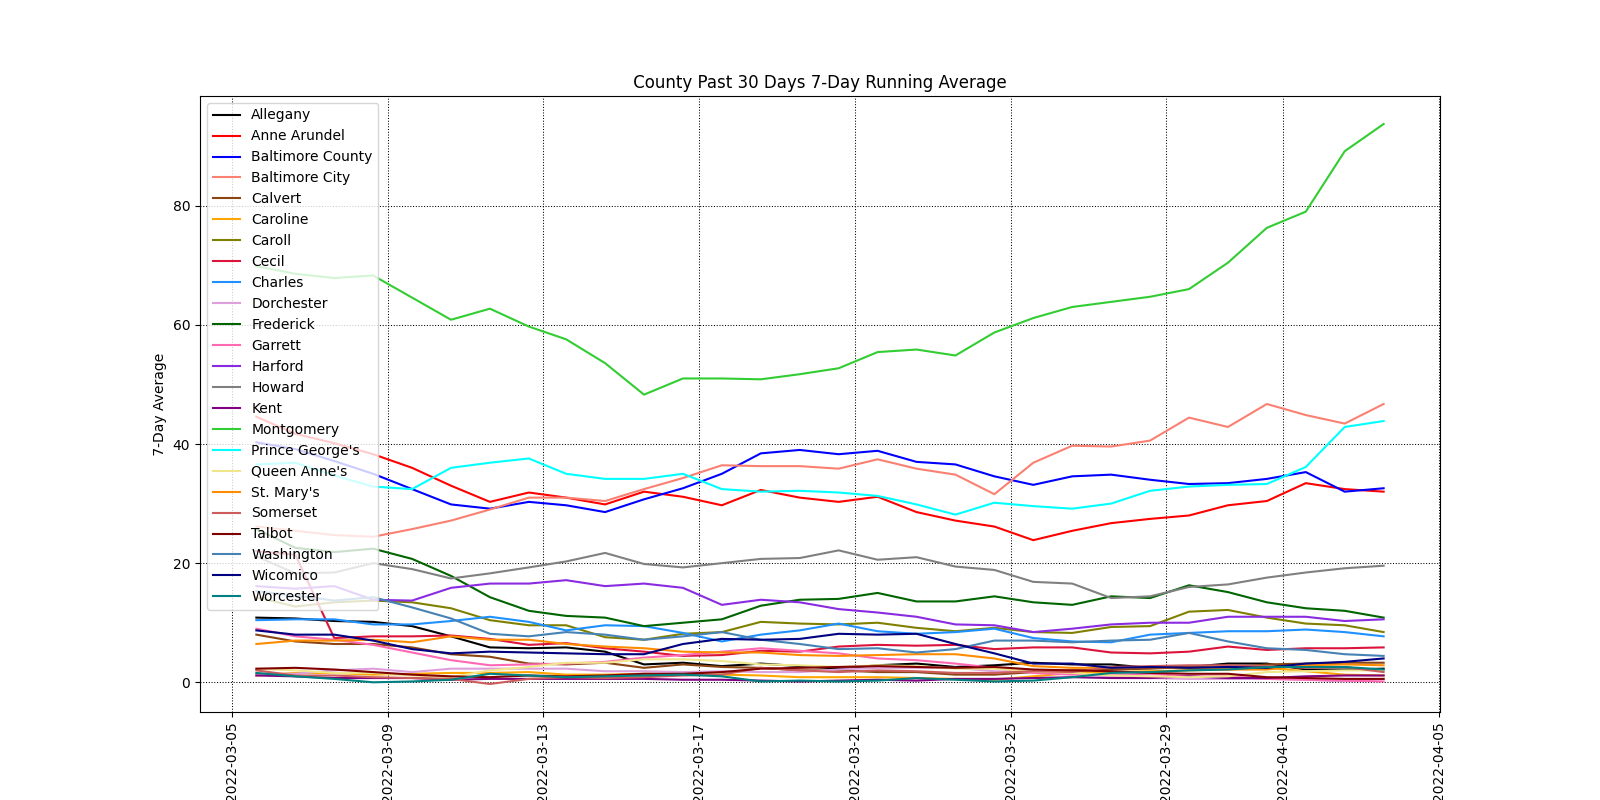 County Past 30 Days 7-Day Running Average
Allegany
Anne Arundel
Baltimore County
Baltimore City
Calvert
Caroline
Caroll
Cecil
Charles
Dorchester
Frederick
Garrett
Harford
Howard
Kent
Montgomery
Prince George's
Queen Anne's
St. Mary's
Somerset
Talbot
Washington
Wicomico
Worcester
7-Day Average
80
60
40
20
0
2022-03-05
2022-03-09
2022-03-13
2022-03-17
2022-03-21
2022-03-25
2022-03-29
2022-04-01
2022-04-05